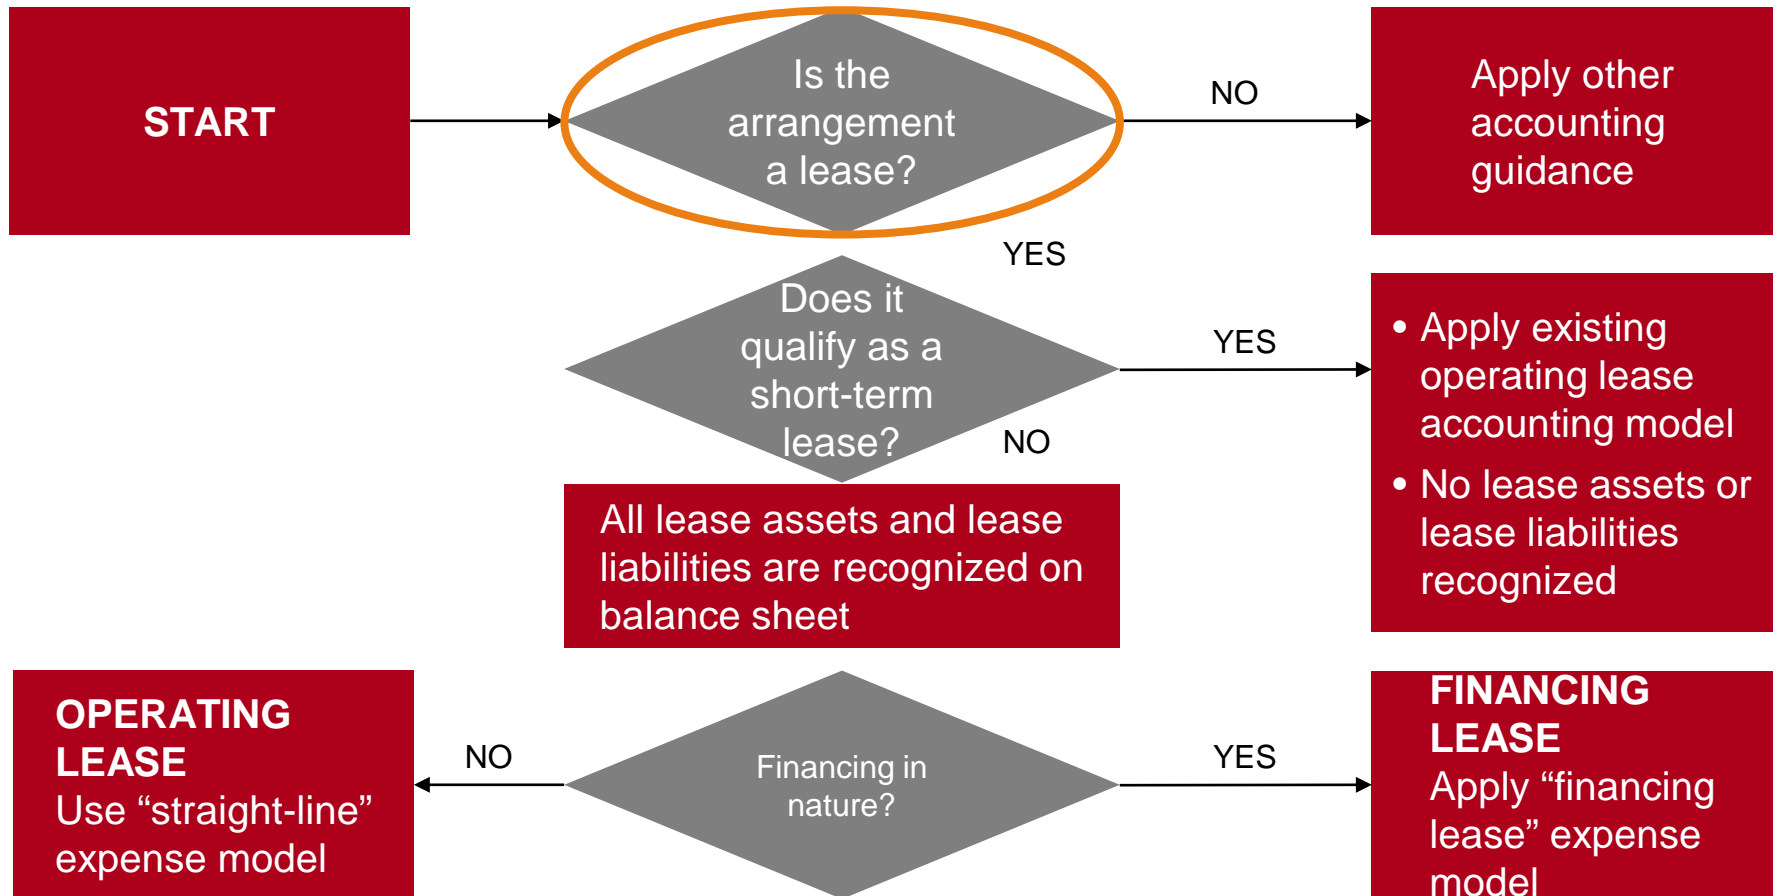 START
Is the
arrangement
a lease?
NO
Apply other
accounting
guidance
YES
Does it
qualify as a
short-term
lease?
YES
NO
• Apply existing
operating lease
accounting model
• No lease assets or
lease liabilities
recognized
All lease assets and lease
liabilities are recognized on
balance sheet
OPERATING
LEASE
Use “straight-line”
expense model
NO
Financing in
nature?
YES
FINANCING
LEASE
Apply “financing
lease” expense
model